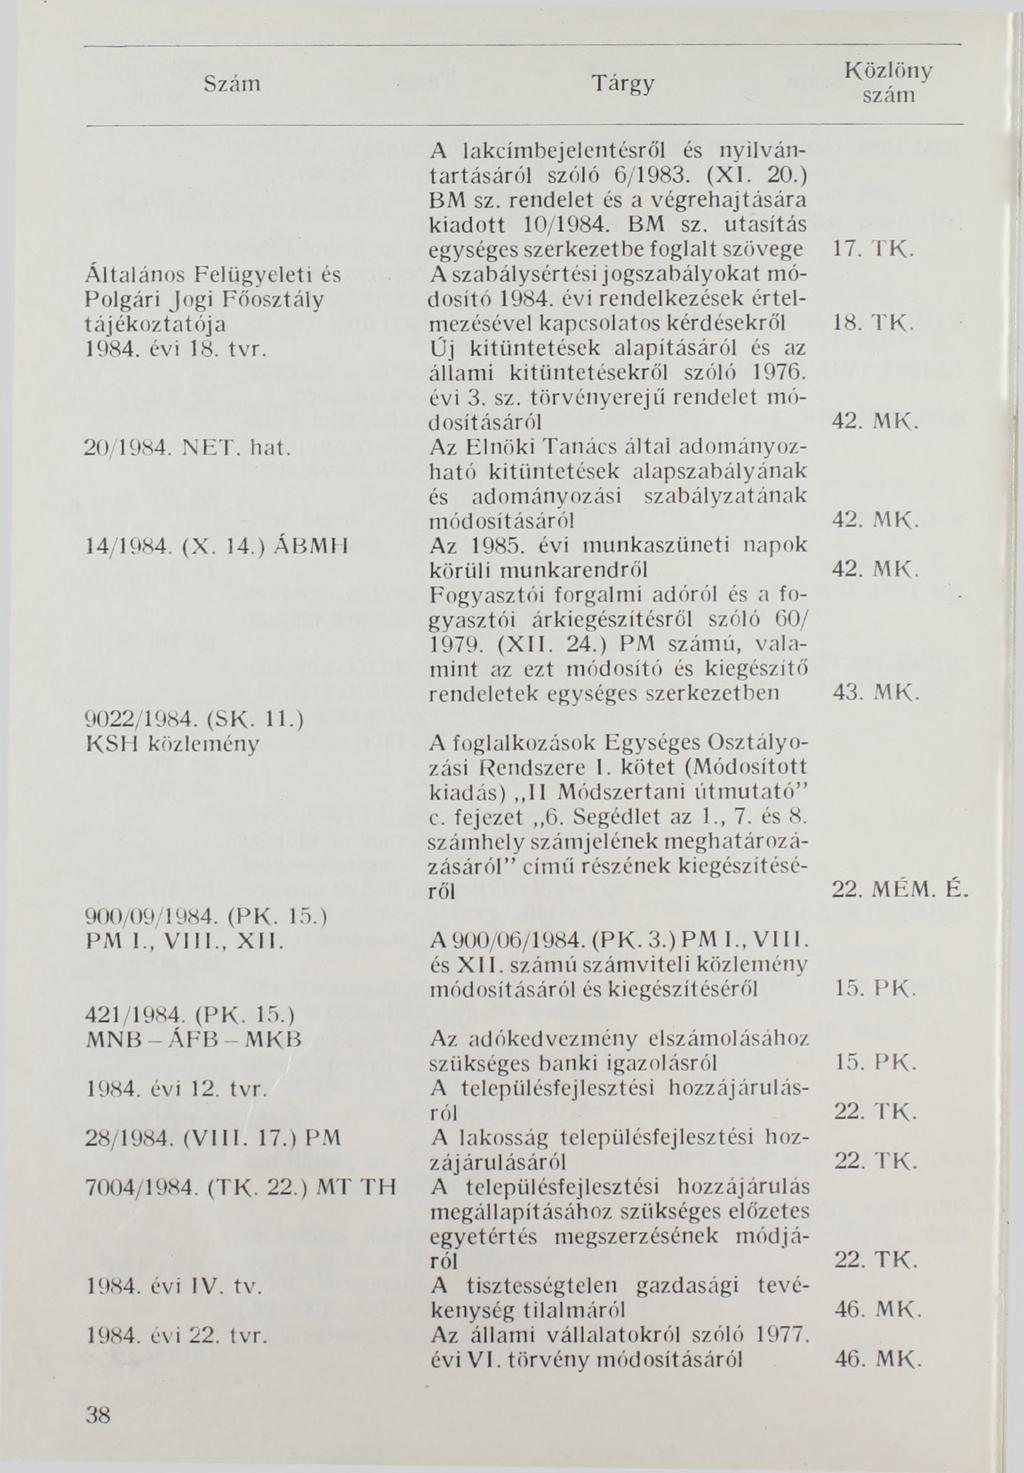 Szám Tárgy Közlöny
szám
A lakcímbejelentésről és nyilván-
tartásáról szóló 6/1983. (XI. 20.)
BM sz. rendelet és a végrehajtására
kiadott 10/1984. BM sz. utasítás
egységes szerkezetbe foglalt szövege 17. TK.
Általános Felügyeleti és A szabálysértési jogszabályokat mó-
Polgári Jogi Főosztály dosító 1984. évi rendelkezések értel-
tájékoztatója mezésével kapcsolatos kérdésekről 18. TK.
1984. évi 18. tvr. Új kitüntetések alapításáról és az
állami kitüntetésekről szóló 1976.
évi 3. sz. törvényerejű rendelet mó-
dosításáról 42. MK.
20/1984. NET. hat. Az Elnöki Tanács által adományoz-
ható kitüntetések alapszabályának
és adományozási szabályzatának
módosításáról 42. MK.
14/1984. (X. 14.) ÁBMH Az 1985. évi munkaszüneti napok
körüli munkarendről 42. MK.
Fogyasztói forgalmi adóról és a fo-
gyasztói árkiegészítésről szóló 60/
1979. (XII. 24.) PM számú, vala-
mint az ezt módosító és kiegészítő
rendeletek egységes szerkezetben 43. MK.
9022/1984. (SK. 11.)
KSH közlemény A foglalkozások Egységes Osztályo-
zási Rendszere I. kötet (Módosított
kiadás) „II Módszertani útmutató”
c. fejezet „6. Segédlet az 1., 7. és 8.
számhely számjelének meghatározá-
zásáról” című részének kiegészítésé-
ről 22. MÉM. É.
900/09/1984. (PK. 15.)
PM I., VIII., XII. A 900/06/1984. (PK. 3.) PM I., VIII.
és XII. számú számviteli közlemény
módosításáról és kiegészítéséről 15. PK.
421/1984. (PK. 15.)
MNB – ÁFB – MKB Az adókedvezmény elszámolásához
szükséges banki igazolásról 15. PK.
1984. évi 12. tvr. A településfejlesztési hozzájárulás-
ról 22. TK.
28/1984. (VIII. 17.) PM A lakosság településfejlesztési hoz-
zájárulásáról 22. TK.
7004/1984. (TK. 22.) MT TH A településfejlesztési hozzájárulás
megállapításához szükséges előzetes
egyetértés megszerzésének módjá-
ról 22. TK.
1984. évi IV. tv. A tisztességtelen gazdasági tevé-
kenység tilalmáról 46. MK.
1984. évi 22. tvr. Az állami vállalatokról szóló 1977.
évi VI. törvény módosításáról 46. MK.
38